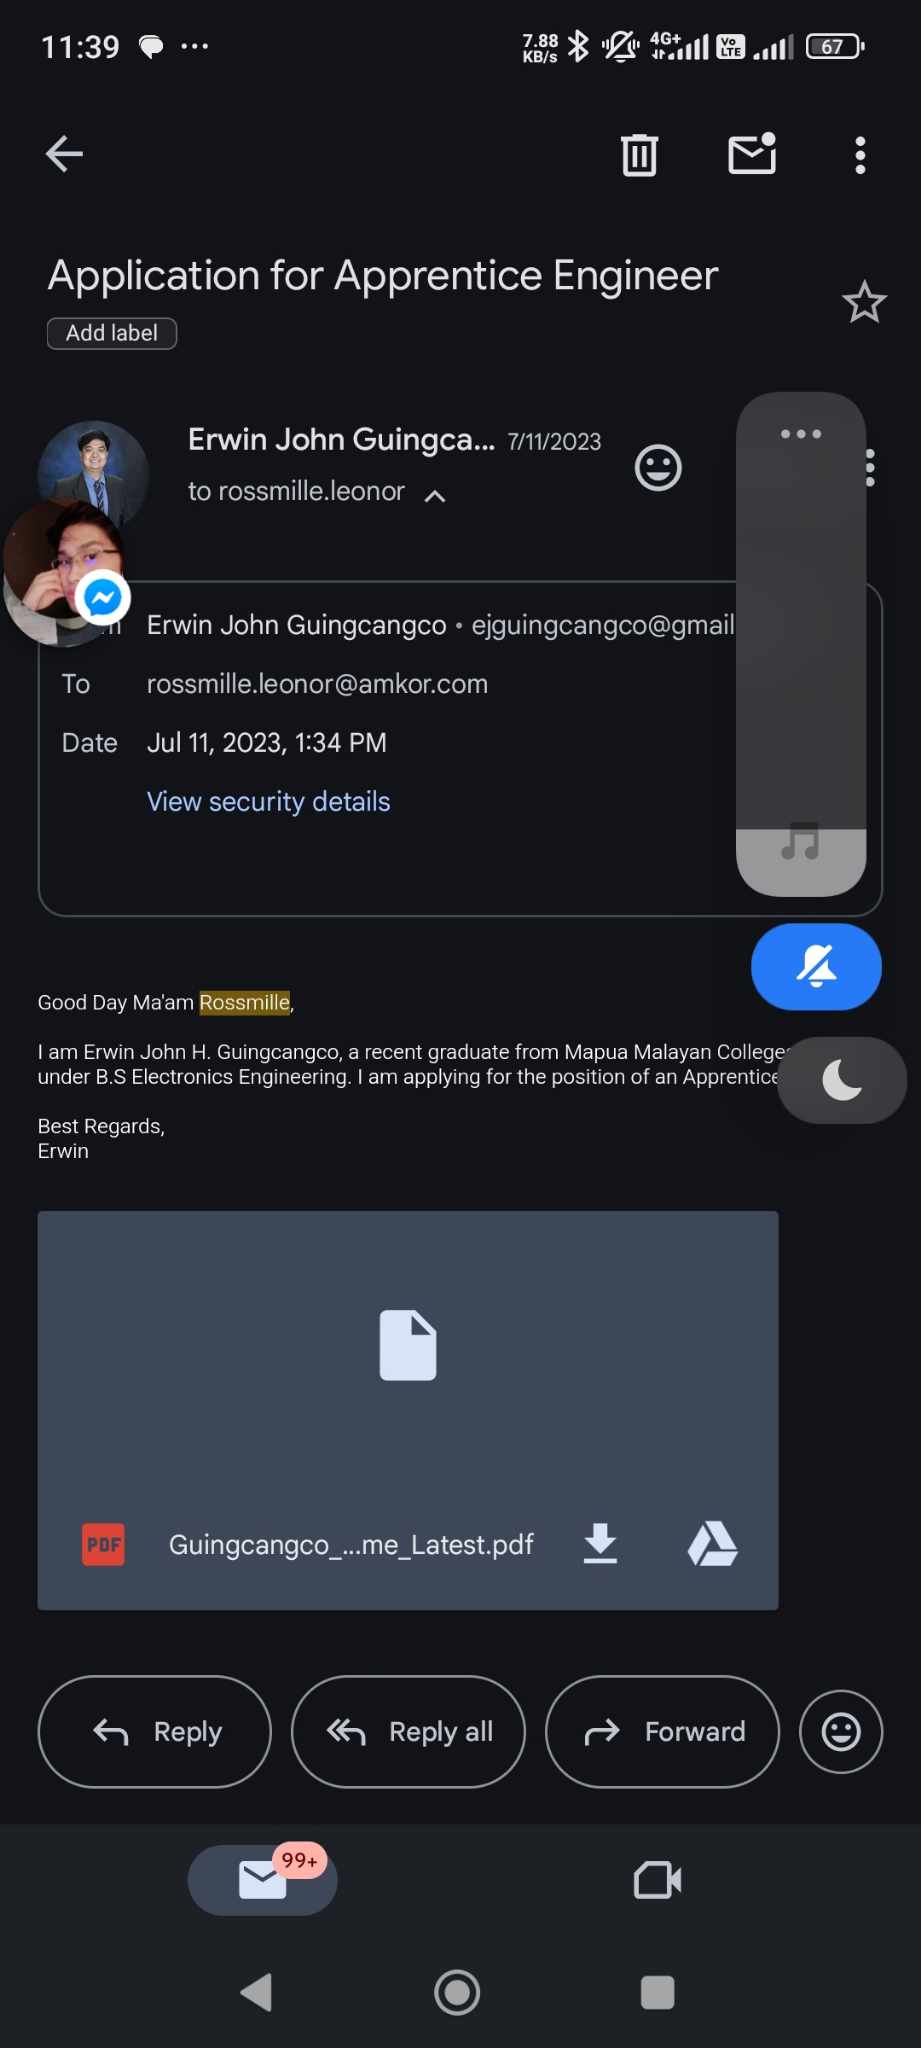 11:39
7.88
KB/s
4G+
Vo
LTE
67
Application for Apprentice Engineer
Add label
Erwin John Guingca... 7/11/2023
to rossmille.leonor
Erwin John Guingcangco • ejguingcangco@gmail
To rossmille.leonor@amkor.com
Date Jul 11, 2023, 1:34 PM
View security details
Good Day Ma'am Rossmille,
I am Erwin John H. Guingcangco, a recent graduate from Mapua Malayan Colleges
under B.S Electronics Engineering. I am applying for the position of an Apprentice
Best Regards,
Erwin
PDF Guingcangco_...me_Latest.pdf
Reply Reply all Forward
99+